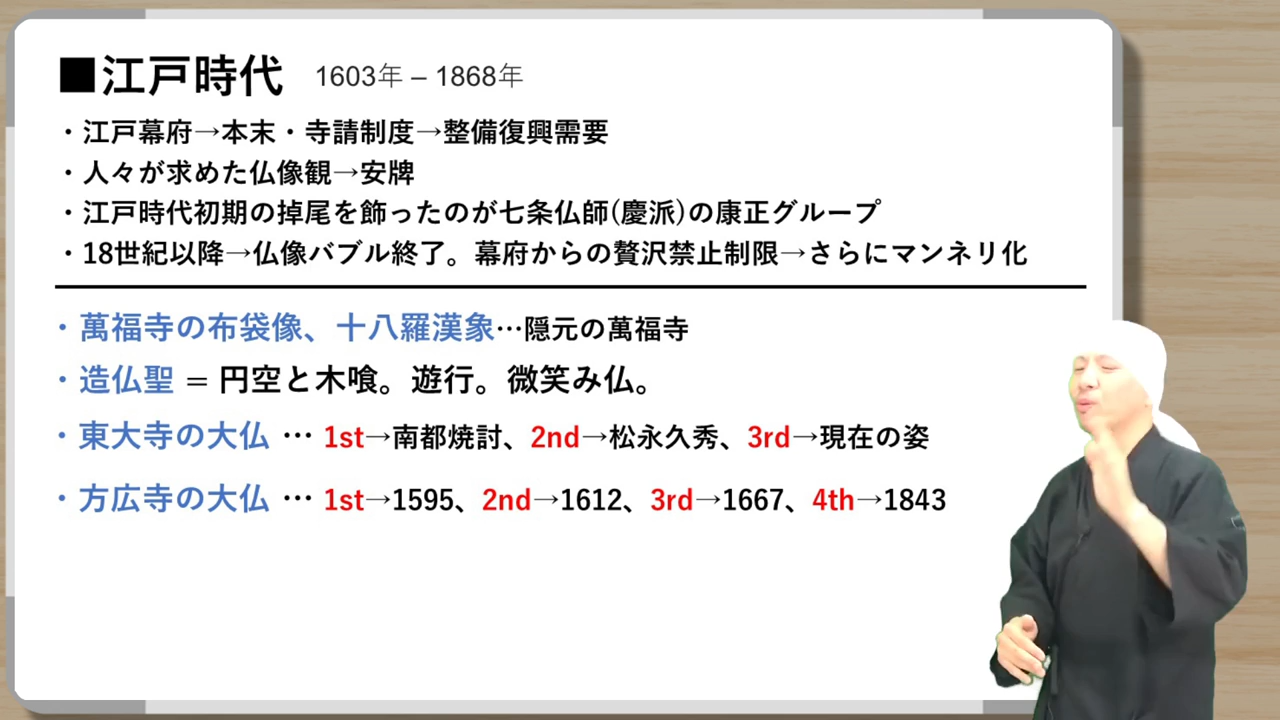 ■江戸時代 1603年 – 1868年
・江戸幕府→本末・寺請制度→整備復興需要
・人々が求めた仏像観→安牌
・江戸時代初期の掉尾を飾ったのが七条仏師(慶派)の康正グループ
・18世紀以降→仏像バブル終了。幕府からの贅沢禁止制限→さらにマンネリ化
・萬福寺の布袋像、十八羅漢象…隠元の萬福寺
・造仏聖 = 円空と木喰。遊行。微笑み仏。
・東大寺の大仏 … 1st→南都焼討、2nd→松永久秀、3rd→現在の姿
・方広寺の大仏 … 1st→1595、2nd→1612、3rd→1667、4th→1843